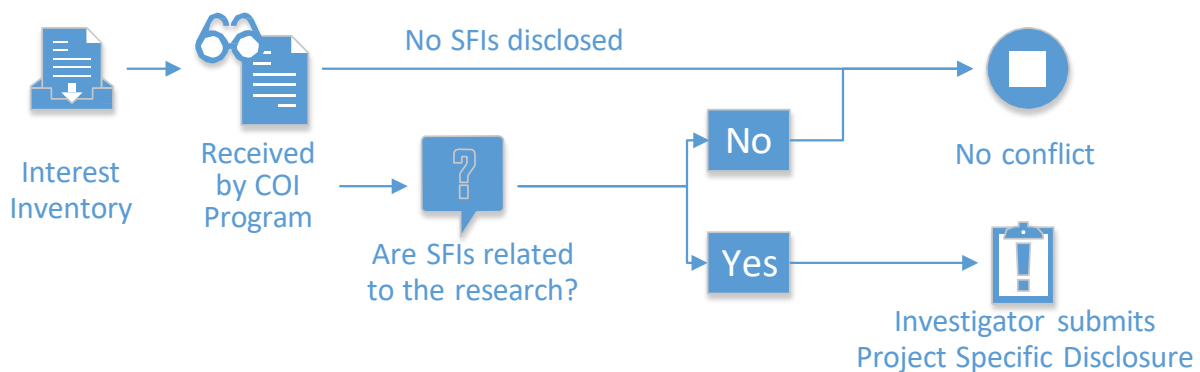 No SFIs disclosed
Interest
Inventory
Received
by COI
Program
?
Are SFIs related
to the research?
No
Yes
No conflict
!
Investigator submits
Project Specific Disclosure